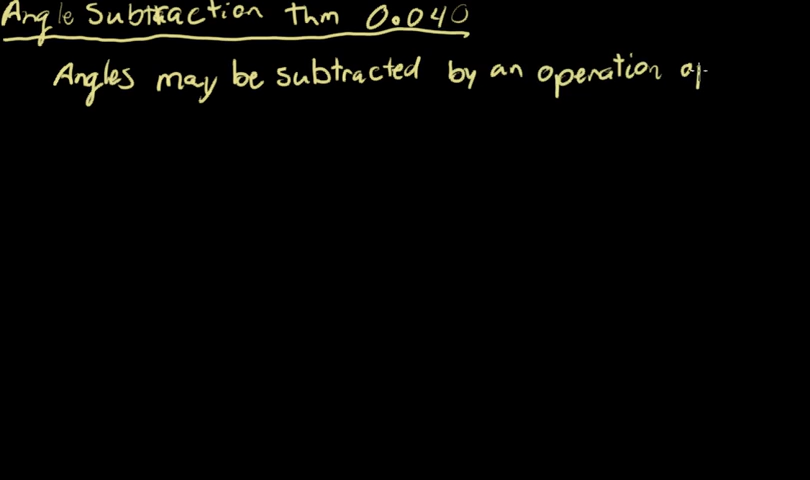 Angle Subtraction thm 0.040
Angles may be subtracted by an operation